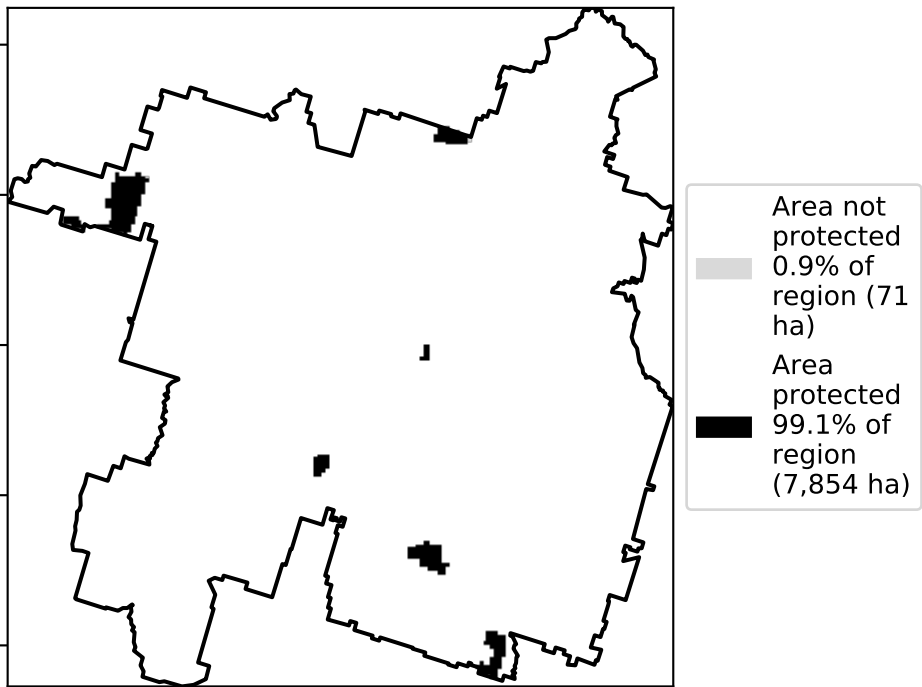 Area not
protected
0.9% of
region (71
ha)
Area
protected
99.1% of
region
(7,854 ha)